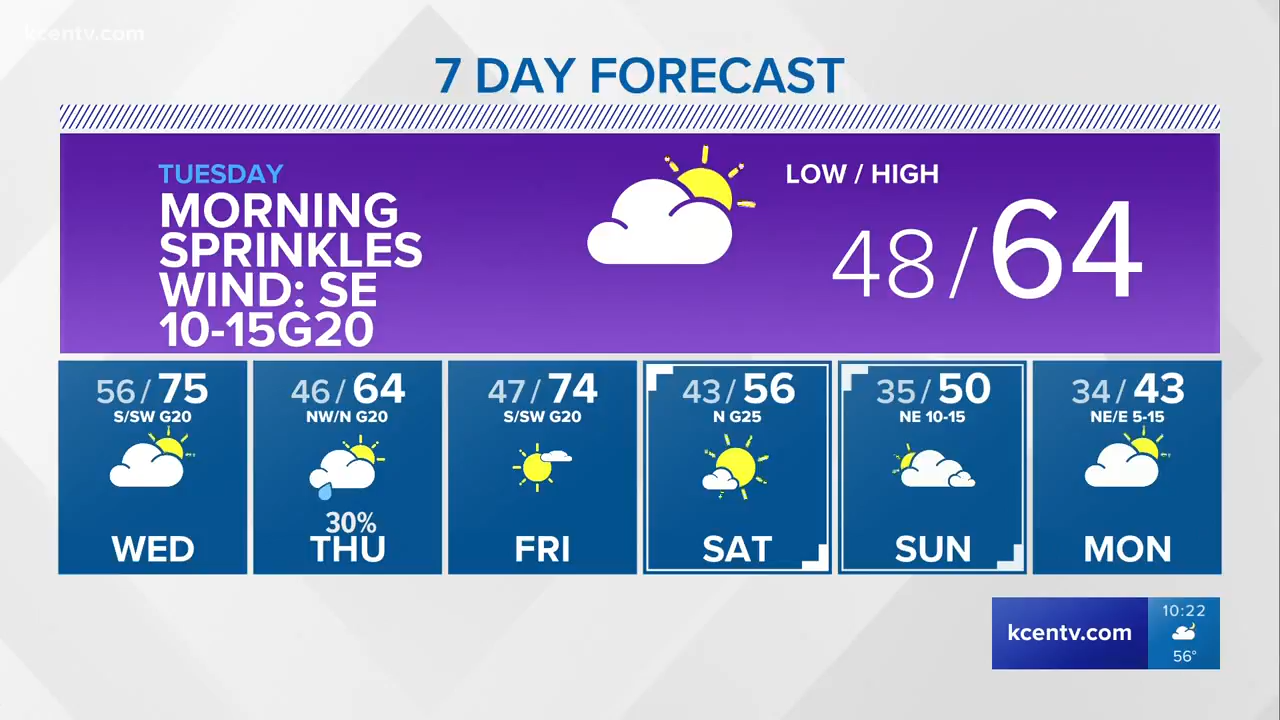 kcentv.com
7 DAY FORECAST
TUESDAY
MORNING
SPRINKLES
WIND: SE
10-15G20
LOW / HIGH
48/64
56/75
S/SW G20
WED
46/64
NW/N G20
30%
THU
47/74
S/SW G20
FRI
43/56
N G25
SAT
35/50
NE 10-15
SUN
34/43
NE/E 5-15
MON
kcentv.com
10:22
56°